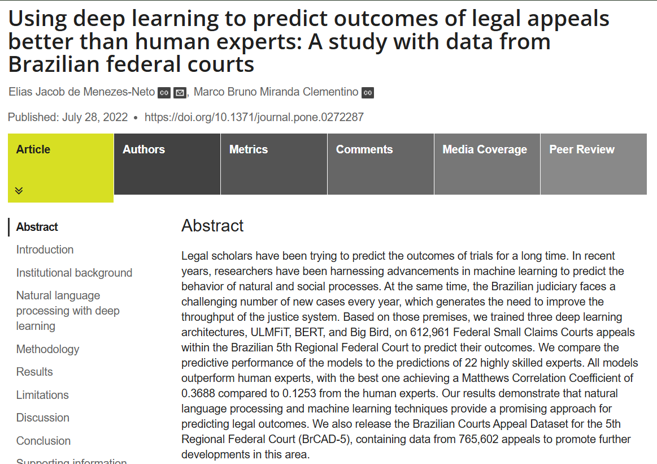 Using deep learning to predict outcomes of legal appeals
better than human experts: A study with data from
Brazilian federal courts
Elias Jacob de Menezes-Neto, Marco Bruno Miranda Clementino
Published: July 28, 2022 • https://doi.org/10.1371/journal.pone.0272287
Article Authors Metrics Comments Media Coverage Peer Review
Abstract
Introduction
Institutional background
Natural language
processing with deep
learning
Methodology
Results
Limitations
Discussion
Conclusion
Supporting information
Abstract
Legal scholars have been trying to predict the outcomes of trials for a long time. In recent
years, researchers have been harnessing advancements in machine learning to predict the
behavior of natural and social processes. At the same time, the Brazilian judiciary faces a
challenging number of new cases every year, which generates the need to improve the
throughput of the justice system. Based on those premises, we trained three deep learning
architectures, ULMFiT, BERT, and Big Bird, on 612,961 Federal Small Claims Courts appeals
within the Brazilian 5th Regional Federal Court to predict their outcomes. We compare the
predictive performance of the models to the predictions of 22 highly skilled experts. All models
outperform human experts, with the best one achieving a Matthews Correlation Coefficient of
0.3688 compared to 0.1253 from the human experts. Our results demonstrate that natural
language processing and machine learning techniques provide a promising approach for
predicting legal outcomes. We also release the Brazilian Courts Appeal Dataset for the 5th
Regional Federal Court (BrCAD-5), containing data from 765,602 appeals to promote further
developments in this area.